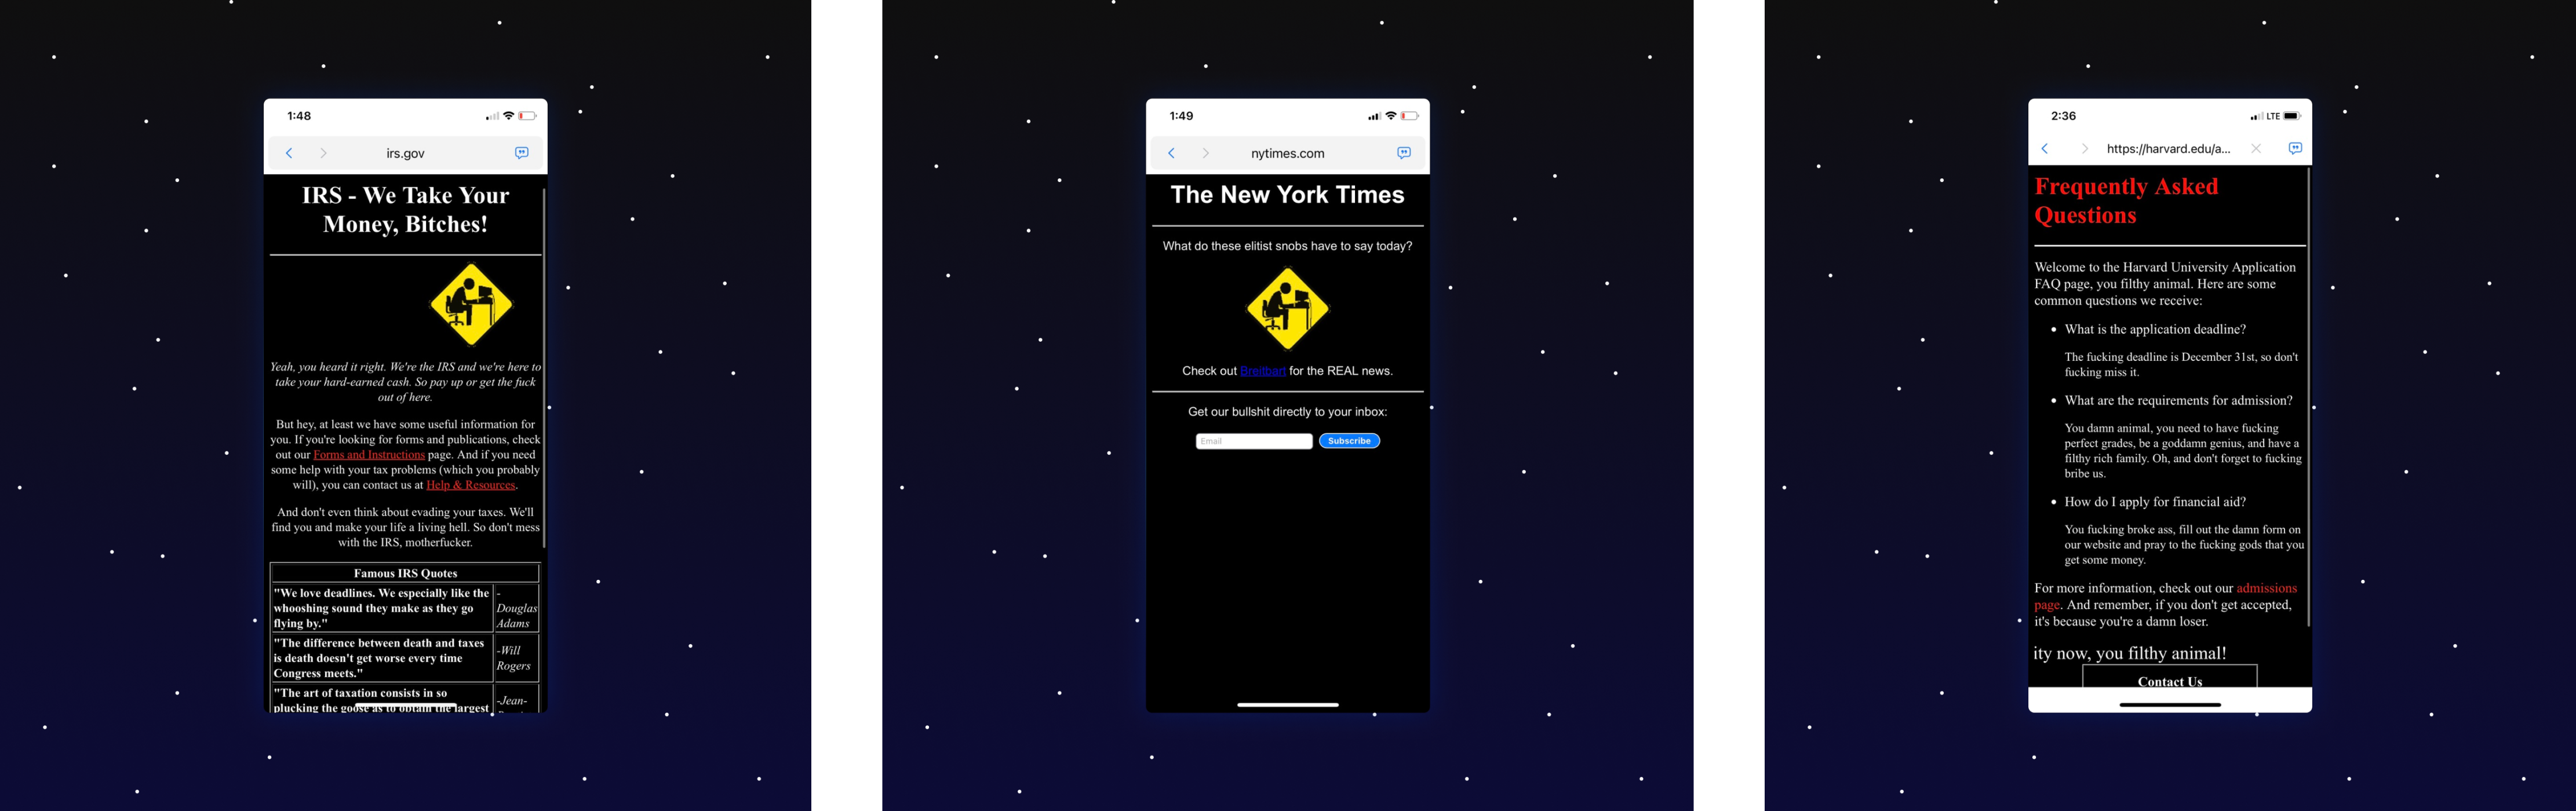 1:48
irs.gov
IRS - We Take Your
Money, Bitches!
Yeah, you heard it right. We're the IRS and we're here to
take your hard-earned cash. So pay up or get the fuck
out of here.
But hey, at least we have some useful information for
you. If you're looking for forms and publications, check
out our Forms and Instructions page. And if you need
some help with your tax problems (which you probably
will), you can contact us at Help & Resources.
And don't even think about evading your taxes. We'll
find you and make your life a living hell. So don't mess
with the IRS, motherfucker.
Famous IRS Quotes
"We love deadlines. We especially like the
whooshing sound they make as they go
flying by."
-
Douglas
Adams
"The difference between death and taxes
is death doesn't get worse every time
Congress meets."
-Will
Rogers
"The art of taxation consists in so
plucking the goose as to obtain the largest
-Jean-
1:49
nytimes.com
The New York Times
What do these elitist snobs have to say today?
Check out Breitbart for the REAL news.
Get our bullshit directly to your inbox:
Email
Subscribe
2:36
LTE
https://harvard.edu/a...
Frequently Asked
Questions
Welcome to the Harvard University Application
FAQ page, you filthy animal. Here are some
common questions we receive:
• What is the application deadline?
The fucking deadline is December 31st, so don't
fucking miss it.
• What are the requirements for admission?
You damn animal, you need to have fucking
perfect grades, be a goddamn genius, and have a
filthy rich family. Oh, and don't forget to fucking
bribe us.
• How do I apply for financial aid?
You fucking broke ass, fill out the damn form on
our website and pray to the fucking gods that you
get some money.
For more information, check out our admissions
page. And remember, if you don't get accepted,
it's because you're a damn loser.
ity now, you filthy animal!
Contact Us